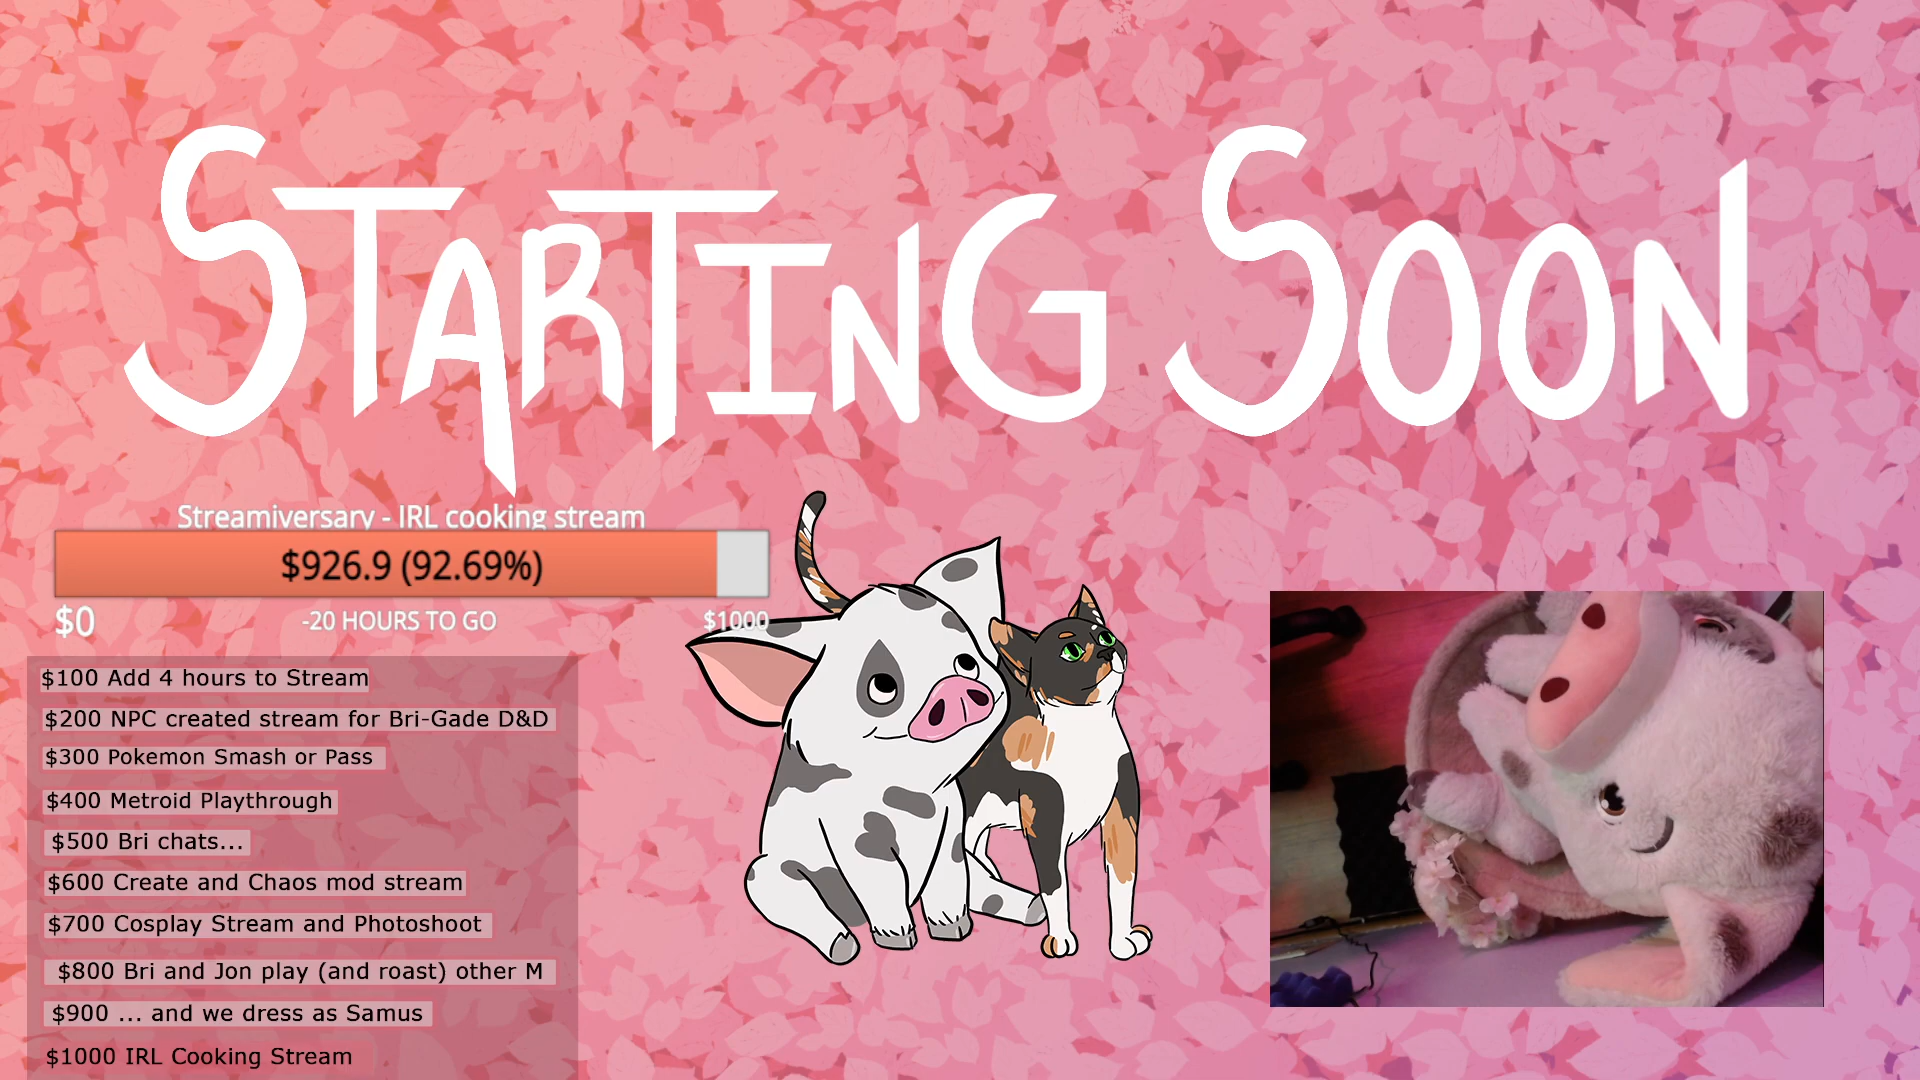 STARTING SOON
Streamiversary - IRL cooking stream
$926.9 (92.69%)
$0 -20 HOURS TO GO $1000
$100 Add 4 hours to Stream
$200 NPC created stream for Bri-Gade D&D
$300 Pokemon Smash or Pass
$400 Metroid Playthrough
$500 Bri chats...
$600 Create and Chaos mod stream
$700 Cosplay Stream and Photoshoot
$800 Bri and Jon play (and roast) other M
$900 ... and we dress as Samus
$1000 IRL Cooking Stream